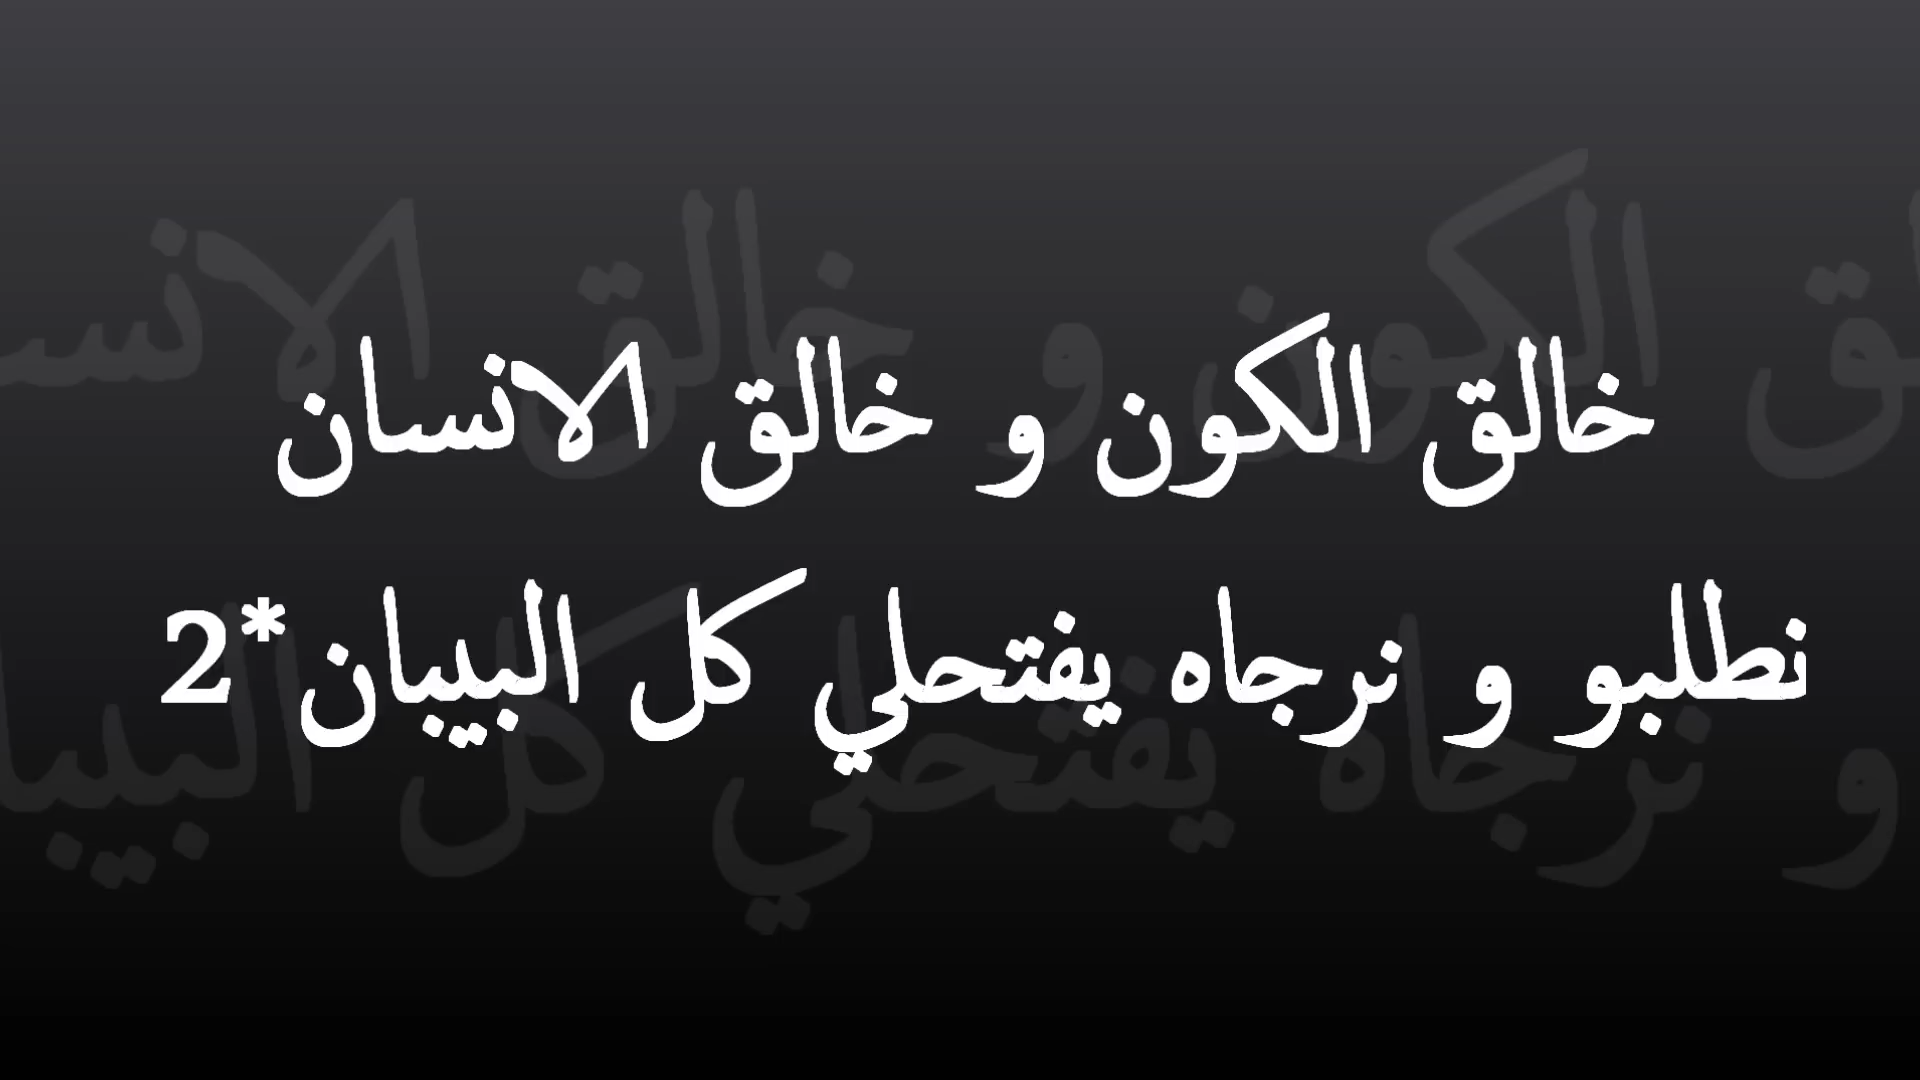 خالق الكون و خالق الانسان
نطلبو و نرجاه يفتحلي كل البيبان*2